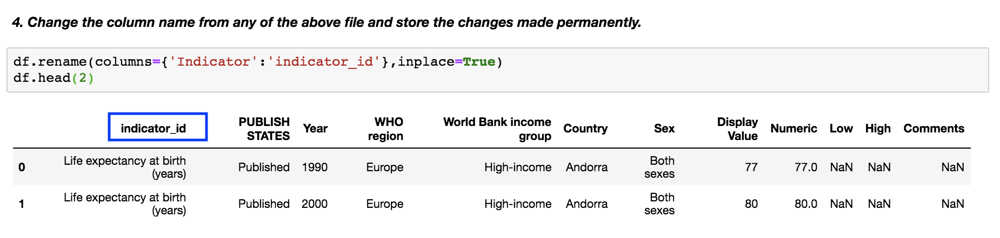 4. Change the column name from any of the above file and store the changes made permanently.
df.rename(columns={'Indicator':'indicator_id'},inplace=True)
df.head(2)
indicator_id PUBLISH STATES Year WHO region World Bank income group Country Sex Display Value Numeric Low High Comments
0 Life expectancy at birth (years) Published 1990 Europe High-income Andorra Both sexes 77 77.0 NaN NaN NaN
1 Life expectancy at birth (years) Published 2000 Europe High-income Andorra Both sexes 80 80.0 NaN NaN NaN